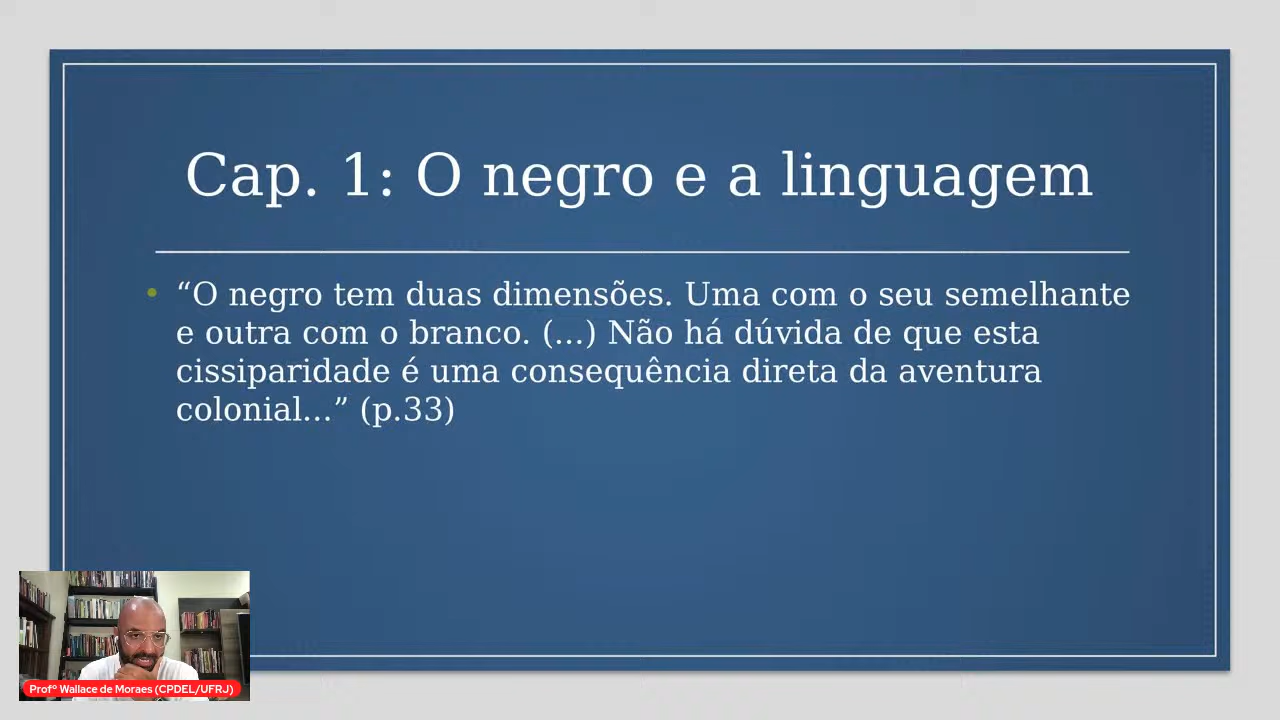 Cap. 1: O negro e a linguagem
• “O negro tem duas dimensões. Uma com o seu semelhante
e outra com o branco. (...) Não há dúvida de que esta
cissiparidade é uma consequência direta da aventura
colonial...” (p.33)
Profº Wallace de Moraes (CPDEL/UFRJ)